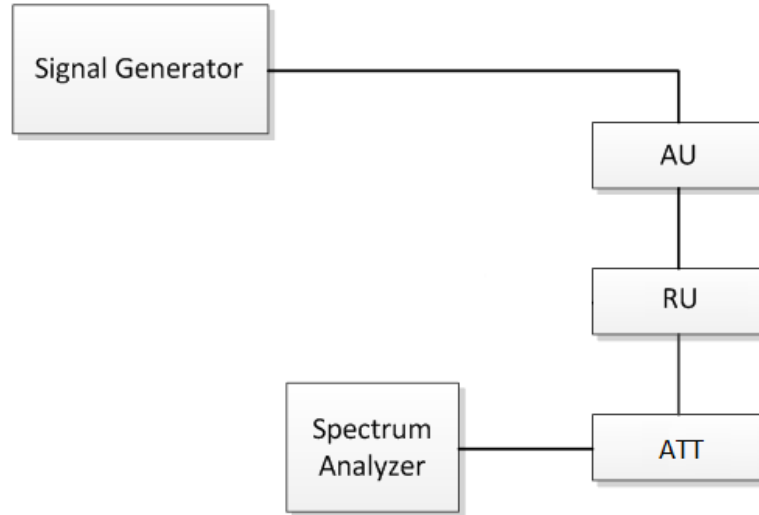 Signal Generator
AU
RU
Spectrum
Analyzer
ATT